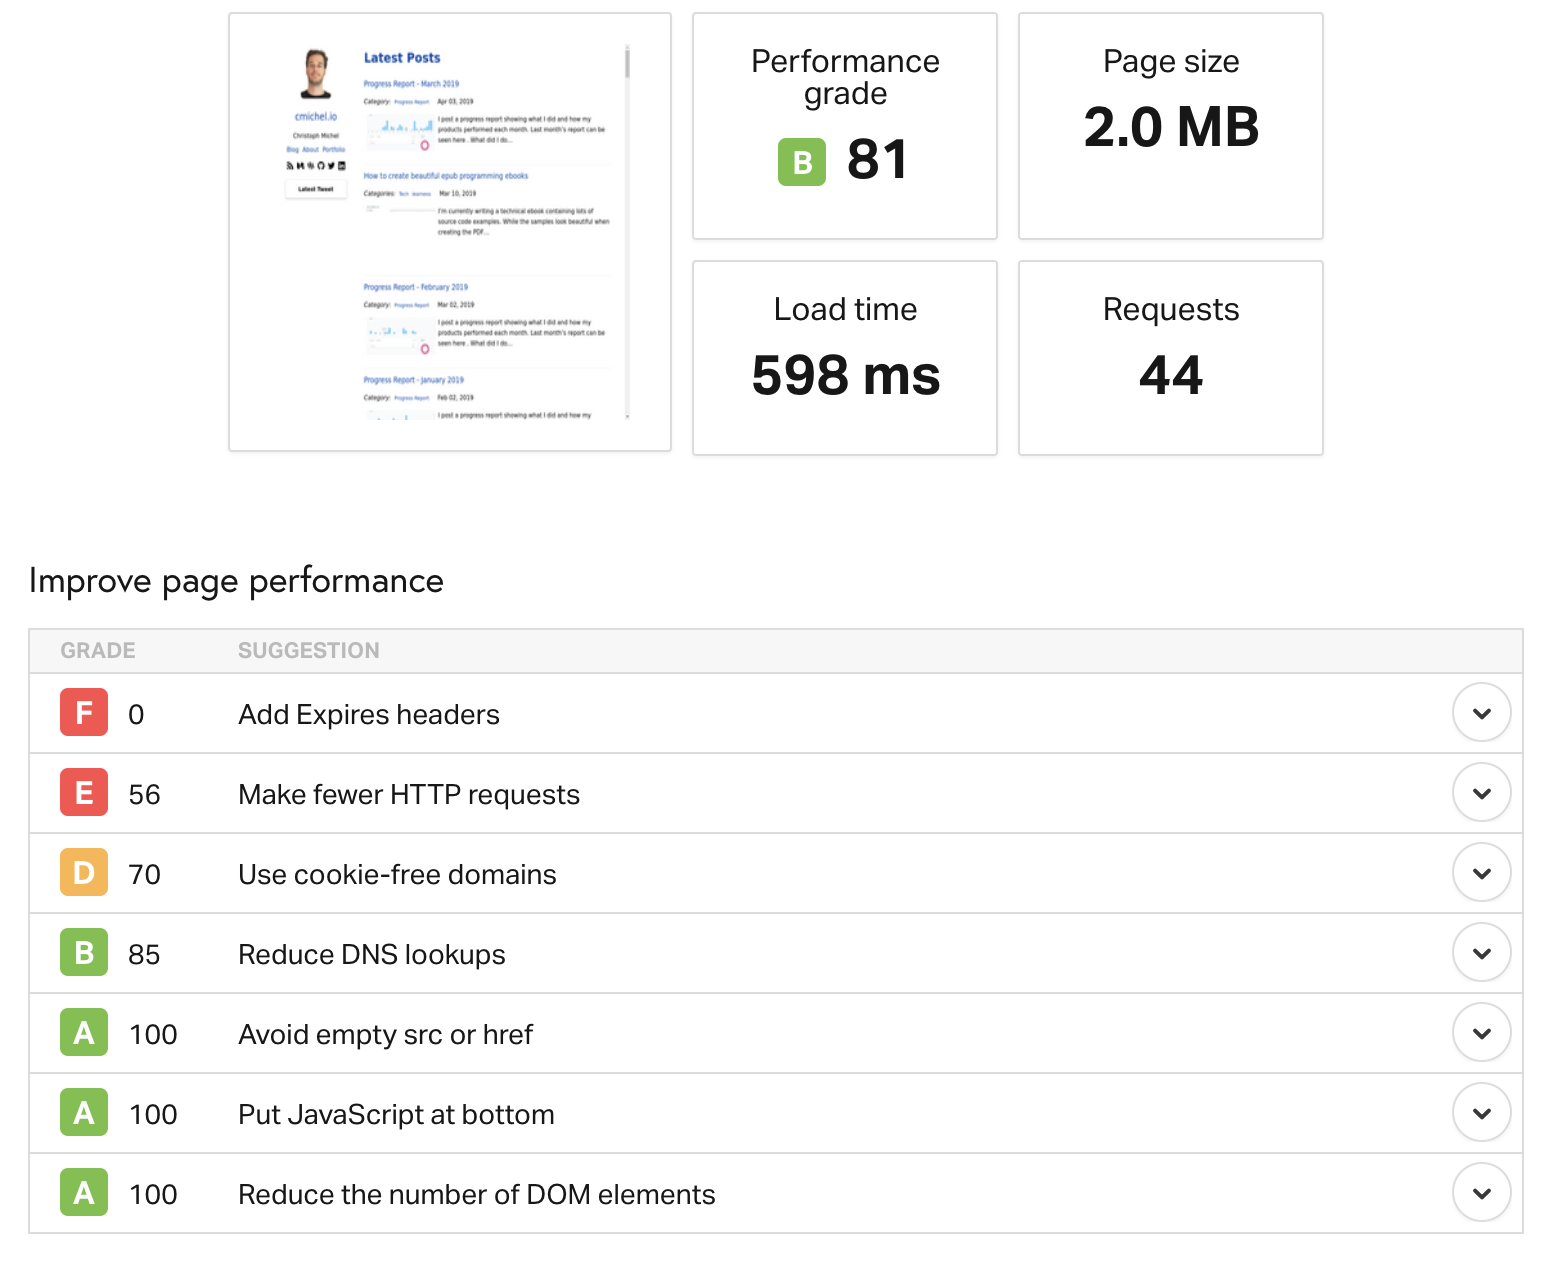 Latest Posts
Progress Report - March 2019
Category: Progress Report Apr 03, 2019
I post a progress report showing what I did and how my
products performed each month. Last month's report can be
seen here . What did I do...
cmichel.io
Christoph Michel
Blog About Portfolio
Latest Tweet
How to create beautiful epub programming ebooks
Categories: Tech learness Mar 10, 2019
I'm currently writing a technical ebook containing lots of
source code examples. While the samples look beautiful when
creating the PDF...
Progress Report - February 2019
Category: Progress Report Mar 02, 2019
I post a progress report showing what I did and how my
products performed each month. Last month's report can be
seen here . What did I do...
Progress Report - January 2019
Category: Progress Report Feb 02, 2019
I post a progress report showing what I did and how my
Performance
grade
B 81
Page size
2.0 MB
Load time
598 ms
Requests
44
Improve page performance
GRADE SUGGESTION
F 0 Add Expires headers
E 56 Make fewer HTTP requests
D 70 Use cookie-free domains
B 85 Reduce DNS lookups
A 100 Avoid empty src or href
A 100 Put JavaScript at bottom
A 100 Reduce the number of DOM elements